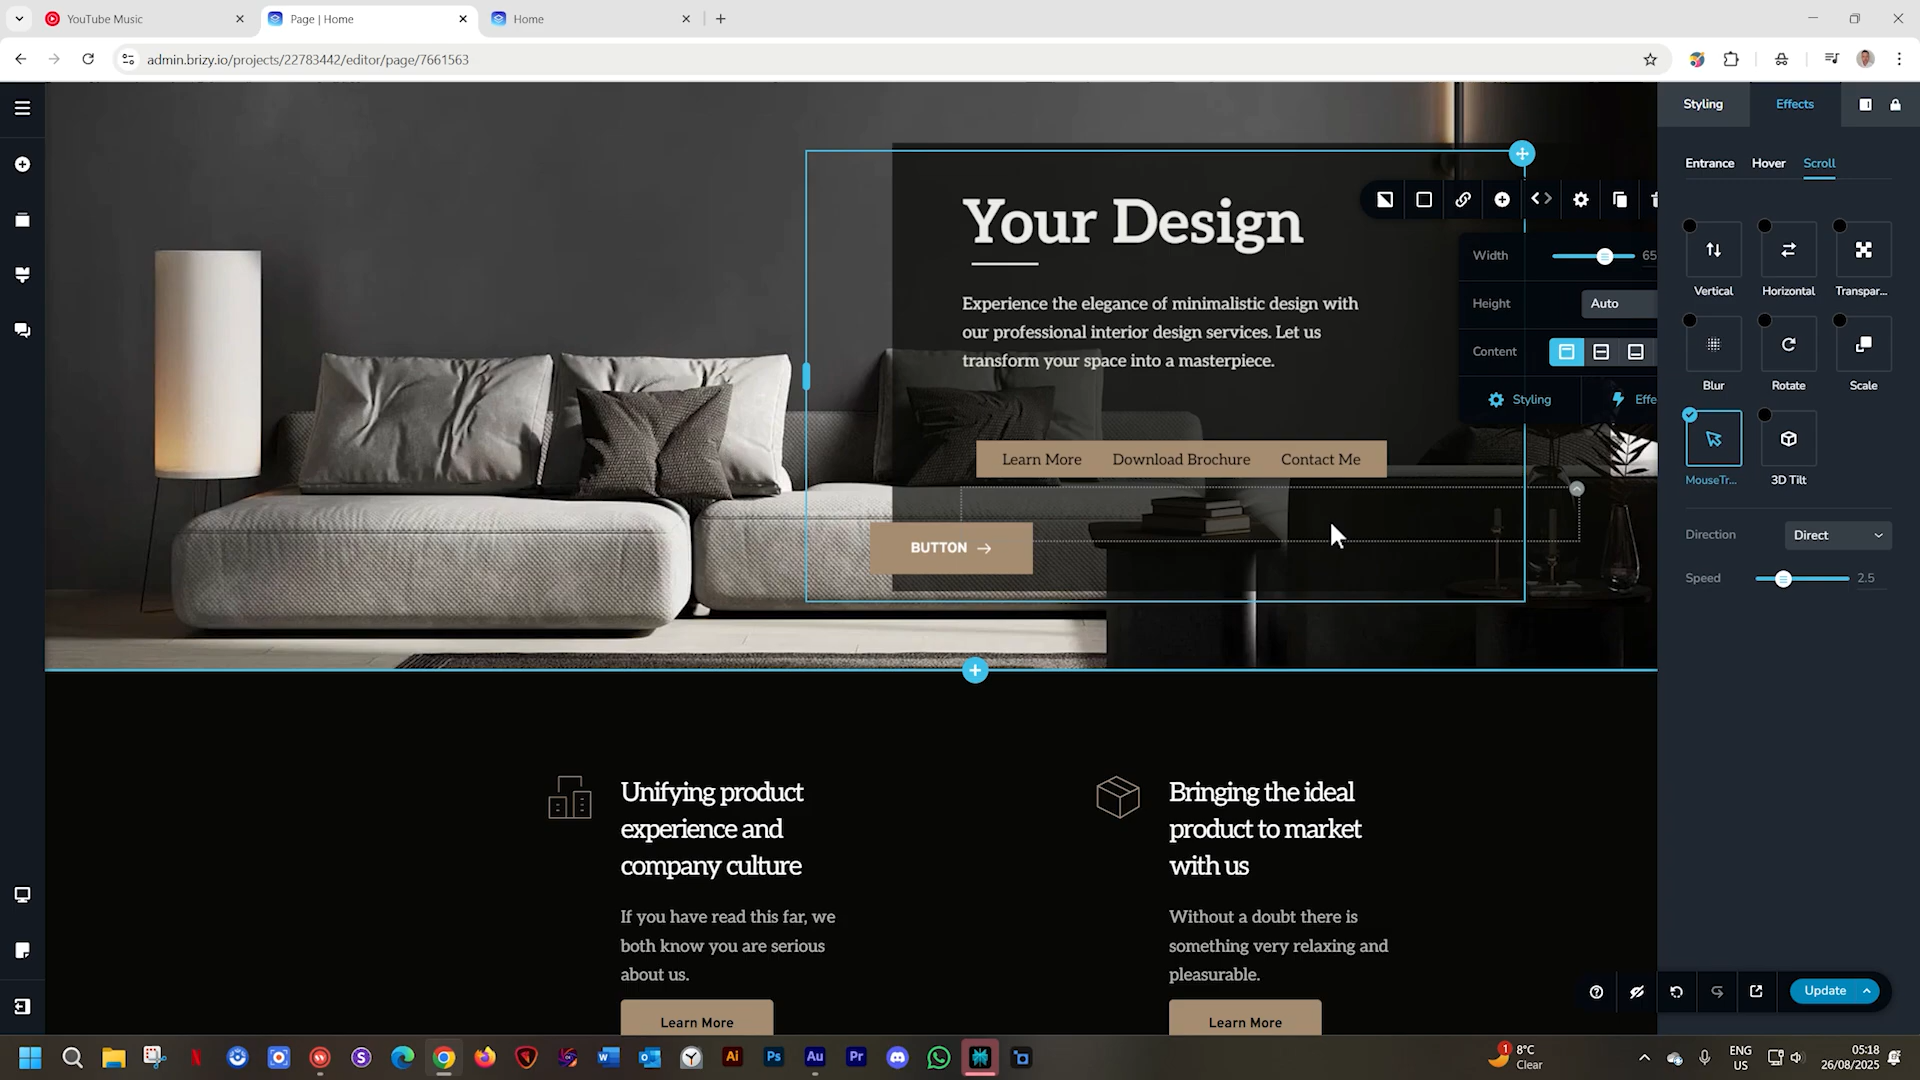 YouTube Music
Page | Home
Home
admin.brizy.io/projects/22783442/editor/page/7661563
Styling
Effects
Entrance
Hover
Scroll
Your Design
Width
65
Vertical
Horizontal
Transpar...
Experience the elegance of minimalistic design with
our professional interior design services. Let us
transform your space into a masterpiece.
Height
Auto
Content
Blur
Rotate
Scale
Styling
Effe
Learn More
Download Brochure
Contact Me
MouseTr...
3D Tilt
BUTTON
Direction
Direct
Speed
2.5
Unifying product
experience and
company culture
Bringing the ideal
product to market
with us
If you have read this far, we
both know you are serious
about us.
Without a doubt there is
something very relaxing and
pleasurable.
Learn More
Learn More
Update
1
8°C
Clear
ENG
US
05:18
26/08/2025